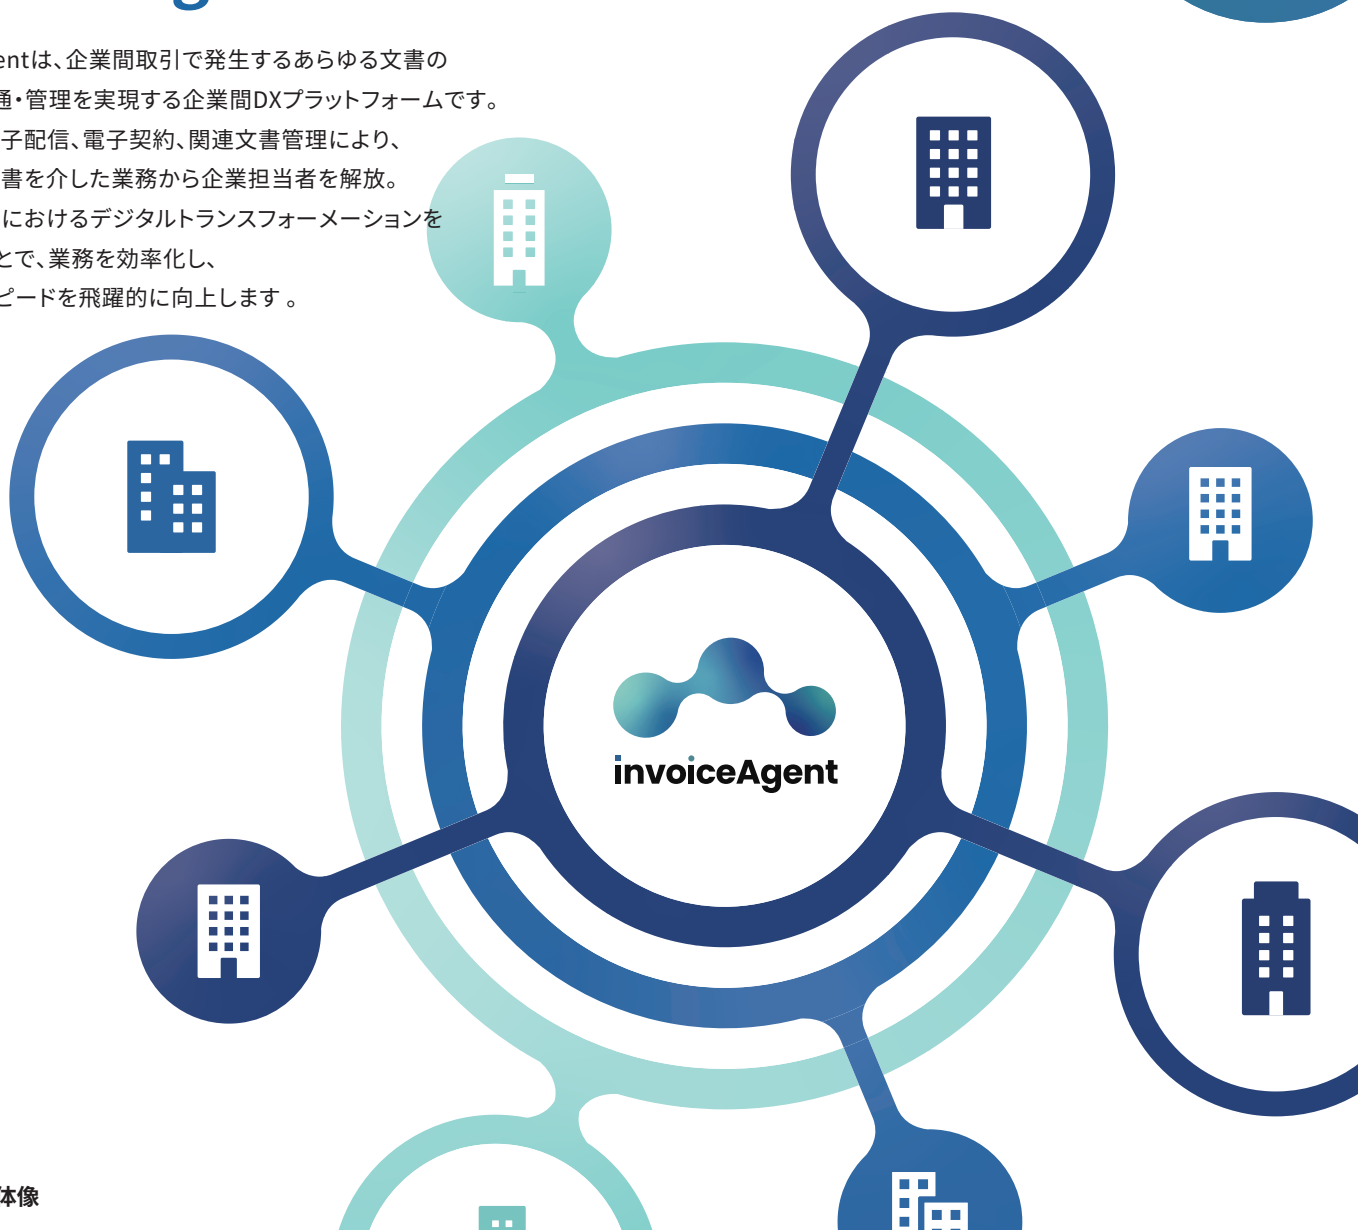 entは、企業間取引で発生するあらゆる文書の
通・管理を実現する企業間DXプラットフォームです。
子配信、電子契約、関連文書管理により、
書を介した業務から企業担当者を解放。
におけるデジタルトランスフォーメーションを
とで、業務を効率化し、
ピードを飛躍的に向上します。
invoiceAgent
体像